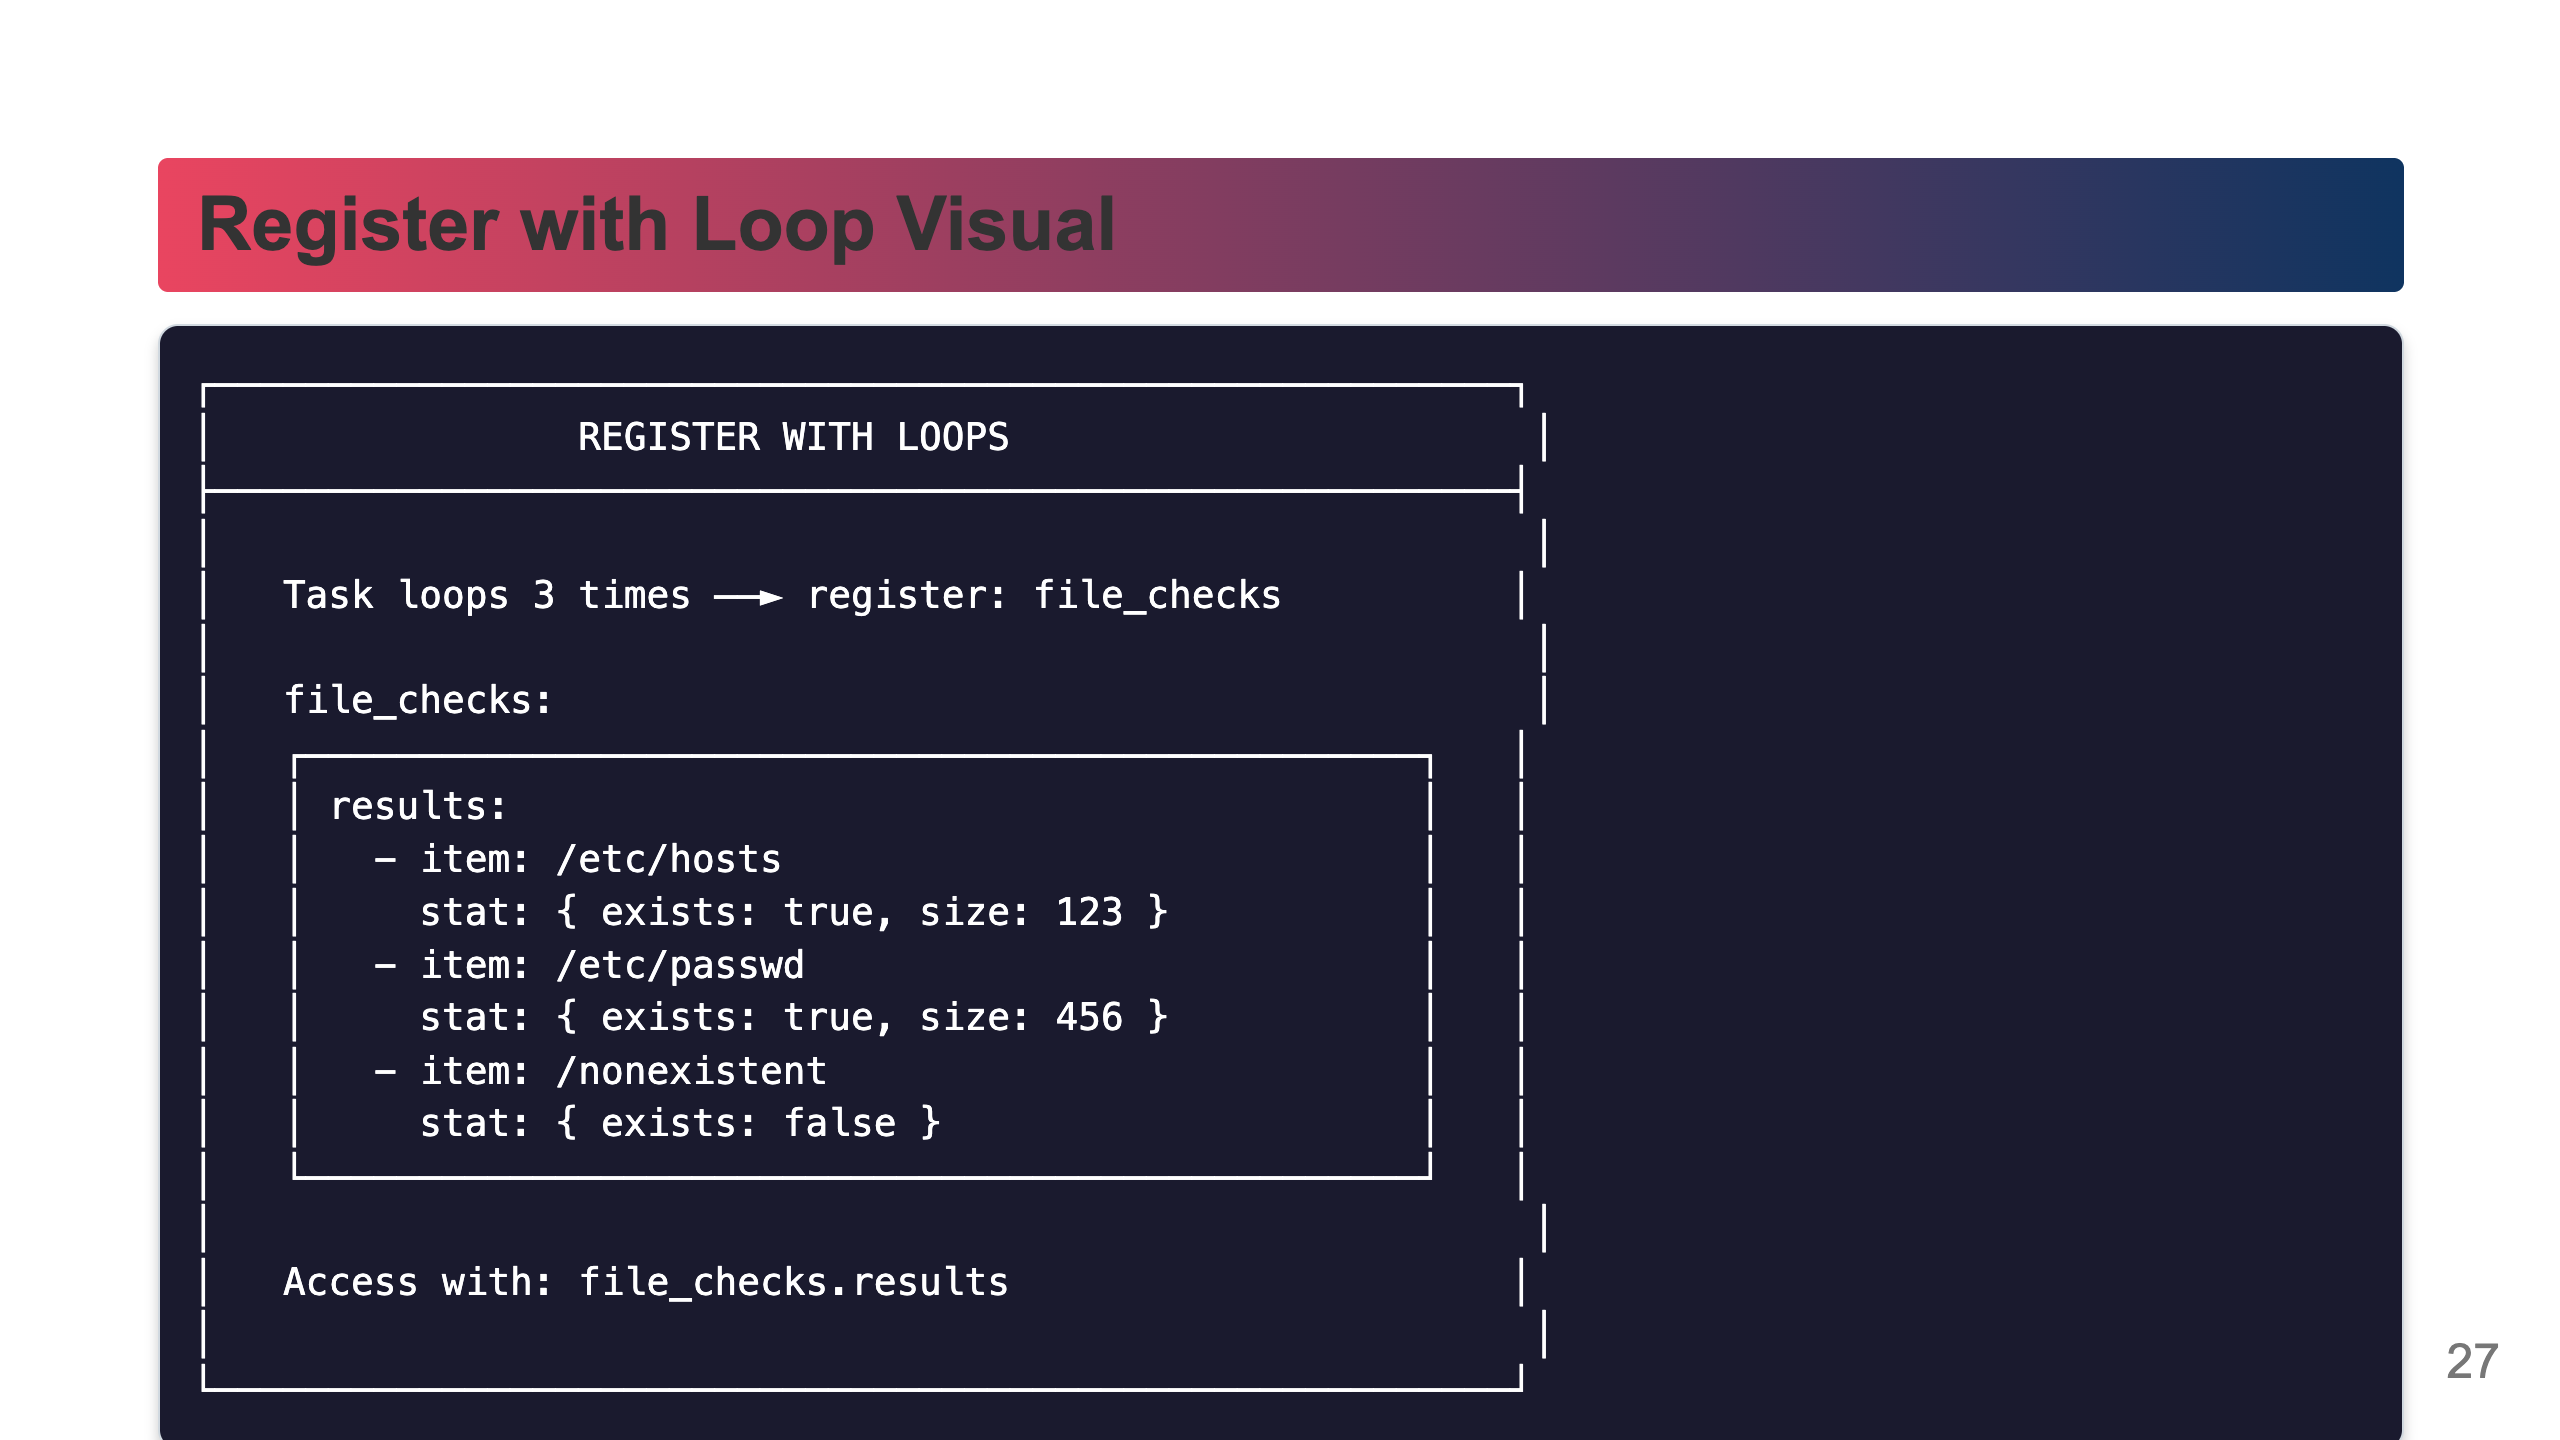 Register with Loop Visual
REGISTER WITH LOOPS
Task loops 3 times ──► register: file_checks
file_checks:
results:
- item: /etc/hosts
stat: { exists: true, size: 123 }
- item: /etc/passwd
stat: { exists: true, size: 456 }
- item: /nonexistent
stat: { exists: false }
Access with: file_checks.results
27